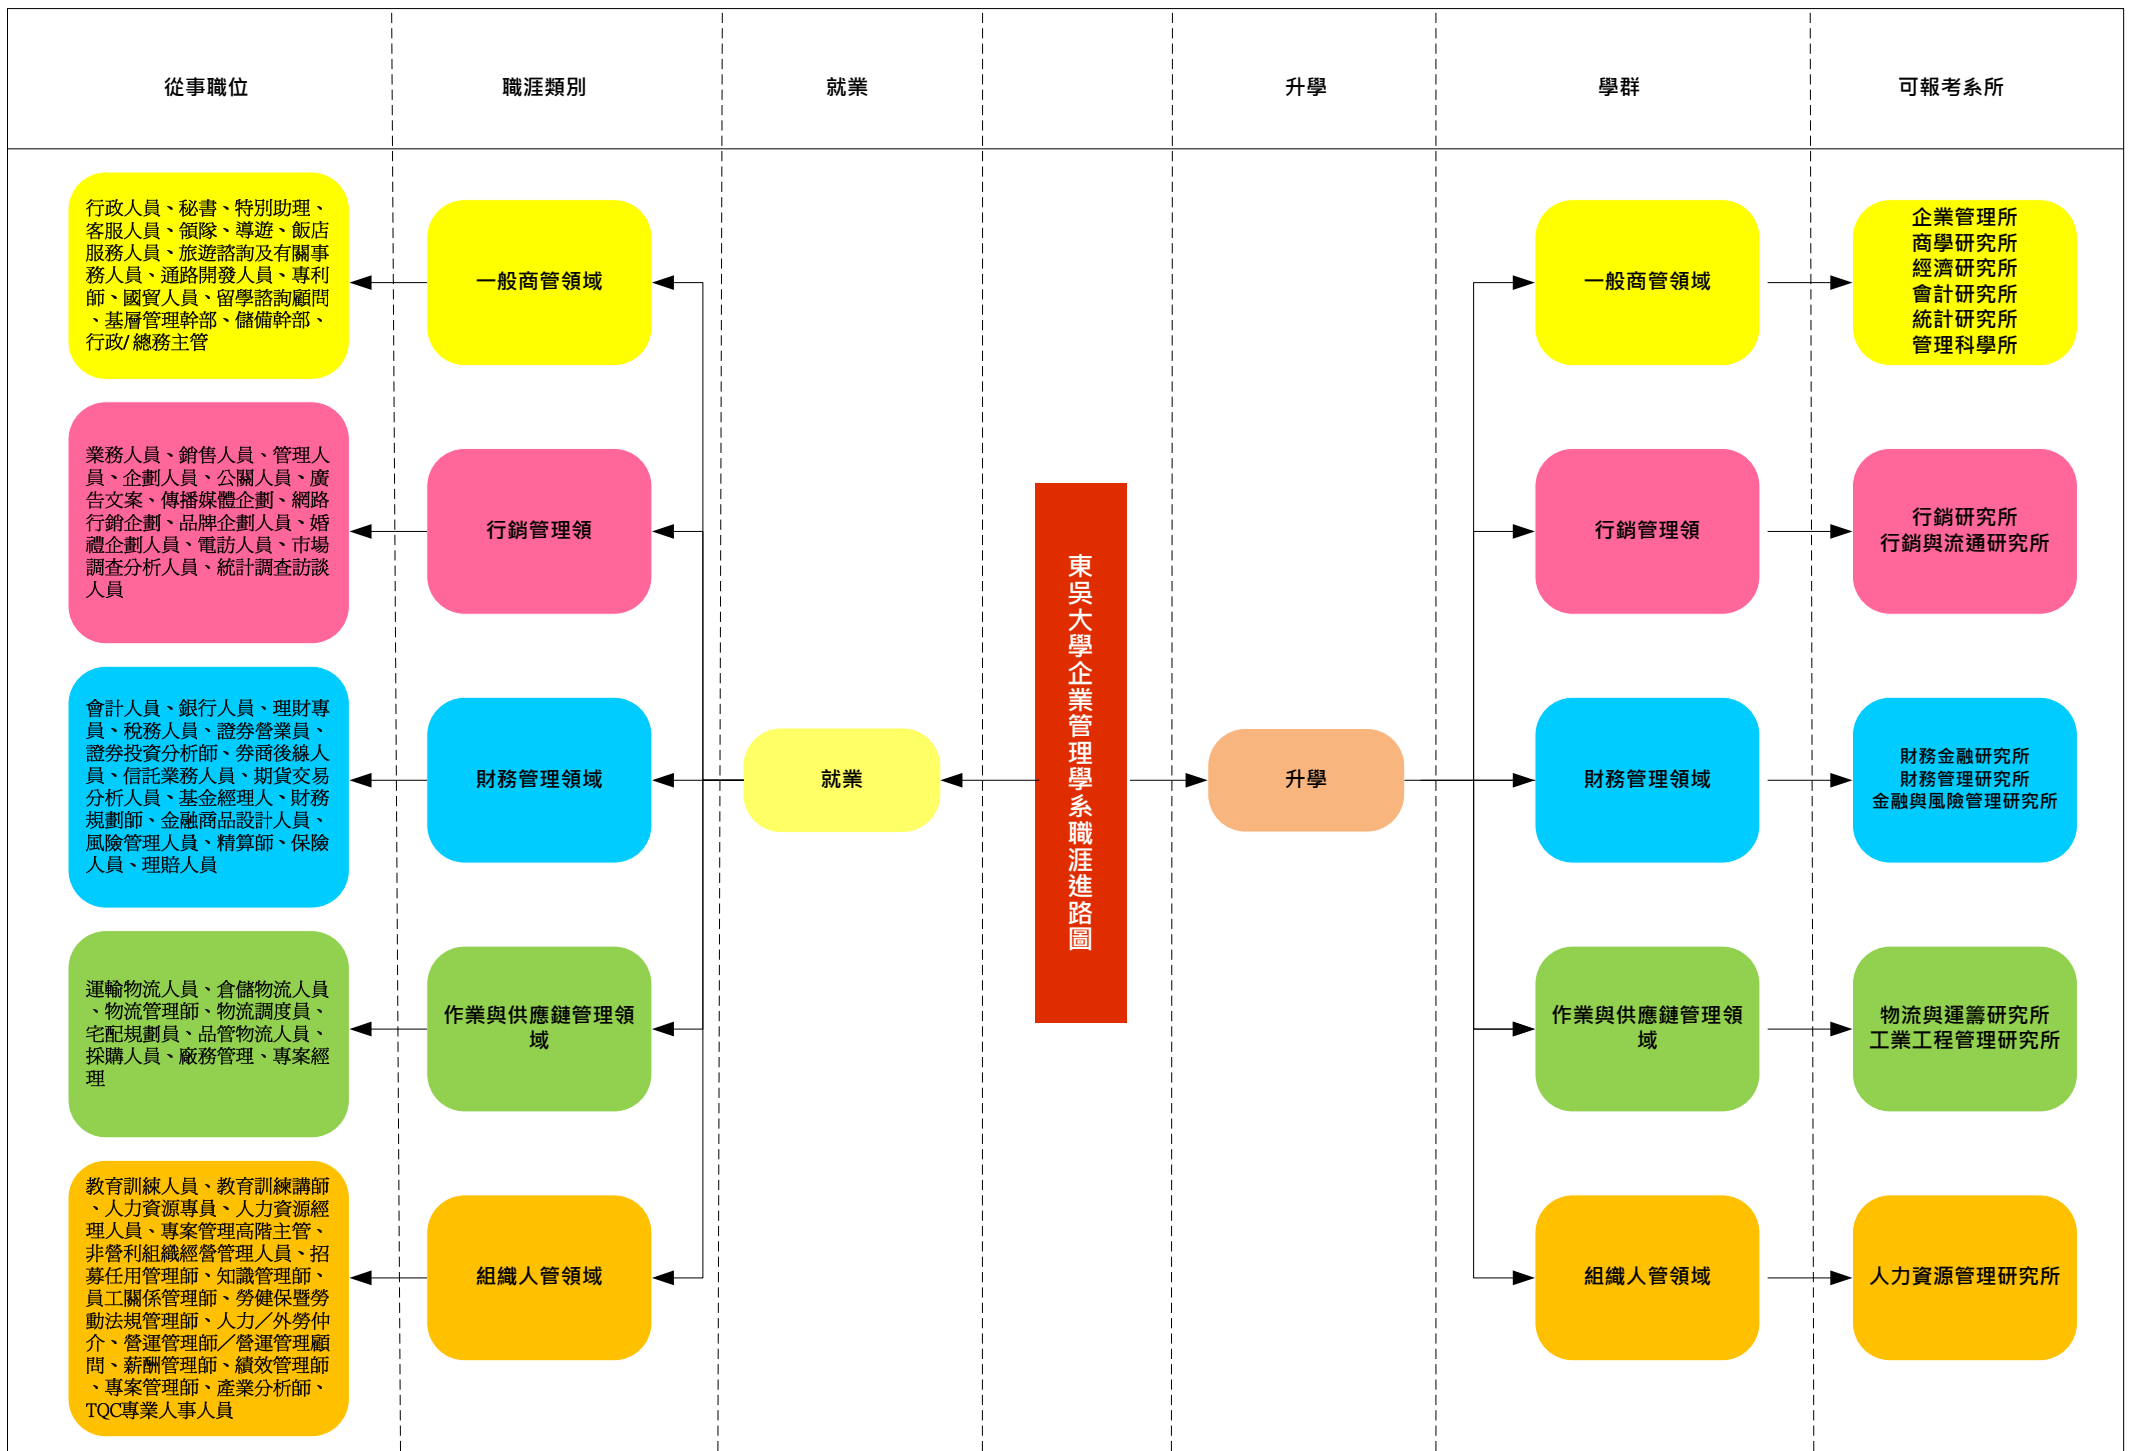 從事職位
職涯類別
就業
升學
學群
可報考系所
行政人員、秘書、特別助理、
客服人員、領隊、導遊、飯店
服務人員、旅遊諮詢及有關事
務人員、通路開發人員、專利
師、國貿人員、留學諮詢顧問
、基層管理幹部、儲備幹部、
行政/總務主管
一般商管領域
一般商管領域
企業管理所
商學研究所
經濟研究所
會計研究所
統計研究所
管理科學所
業務人員、銷售人員、管理人
員、企劃人員、公關人員、廣
告文案、傳播媒體企劃、網路
行銷企劃、品牌企劃人員、婚
禮企劃人員、電訪人員、市場
調查分析人員、統計調查訪談
人員
行銷管理領
行銷管理領
行銷研究所
行銷與流通研究所
會計人員、銀行人員、理財專
員、稅務人員、證券營業員、
證券投資分析師、券商後線人
員、信託業務人員、期貨交易
分析人員、基金經理人、財務
規劃師、金融商品設計人員、
風險管理人員、精算師、保險
人員、理賠人員
財務管理領域
就業
東吳大學企業管理學系職涯進路圖
升學
財務管理領域
財務金融研究所
財務管理研究所
金融與風險管理研究所
運輸物流人員、倉儲物流人員
、物流管理師、物流調度員、
宅配規劃員、品管物流人員、
採購人員、廠務管理、專案經
理
作業與供應鏈管理領
域
作業與供應鏈管理領
域
物流與運籌研究所
工業工程管理研究所
教育訓練人員、教育訓練講師
、人力資源專員、人力資源經
理人員、專案管理高階主管、
非營利組織經營管理人員、招
募任用管理師、知識管理師、
員工關係管理師、勞健保暨勞
動法規管理師、人力／外勞仲
介、營運管理師／營運管理顧
問、薪酬管理師、績效管理師
、專案管理師、產業分析師、
TQC專業人事人員
組織人管領域
組織人管領域
人力資源管理研究所